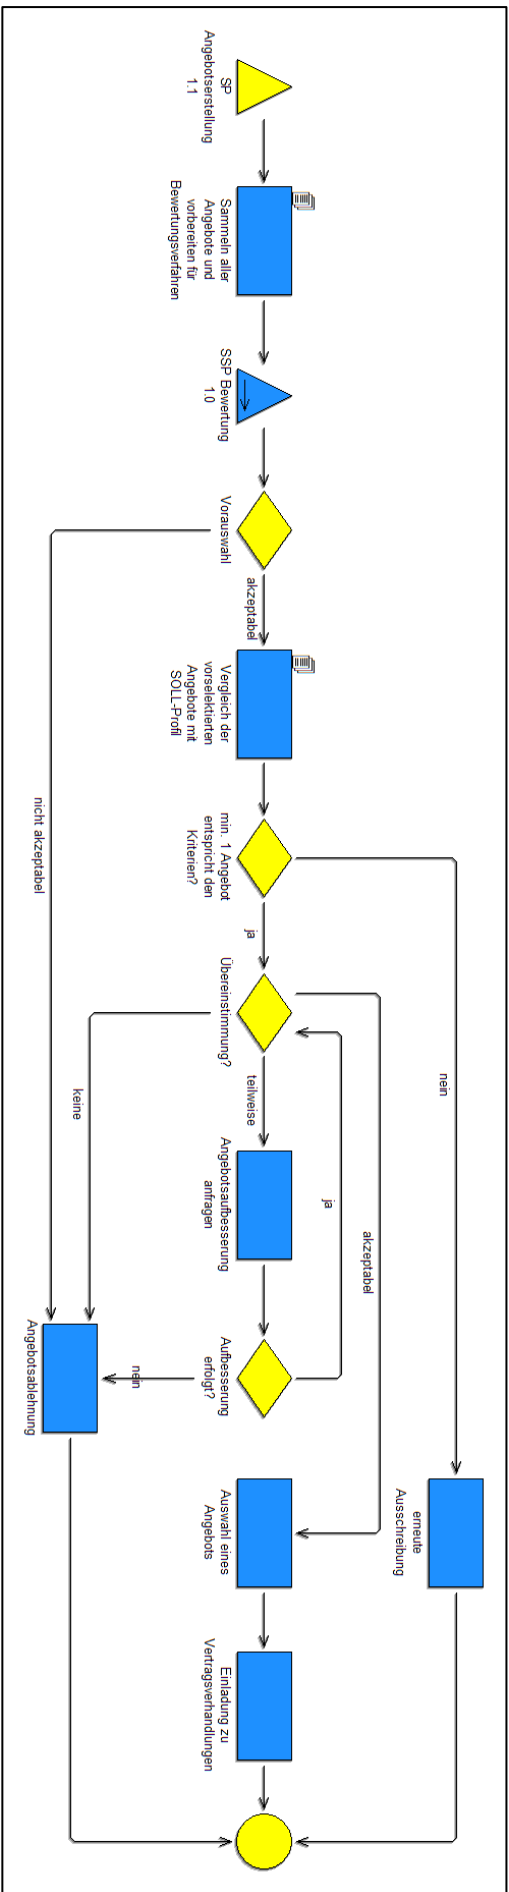 SP
Angebotserstellung
1.1
Sammeln aller
Angebote und
vorbereiten für
Bewertungsverfahren
SSP Bewertung
1.0
Vorauswahl
akzeptabel
nicht akzeptabel
Vergleich der
vorselektierten
Angebote mit
SOLL-Profil
min. 1 Angebot
entspricht den
Kriterien?
ja
nein
Übereinstimmung?
teilweise
keine
akzeptabel
Angebotsaufbesserung
anfragen
ja
Aufbesserung
erfolgt?
nein
Angebotsablehnung
erneute
Ausschreibung
Auswahl eines
Angebots
Einladung zu
Vertragsverhandlungen